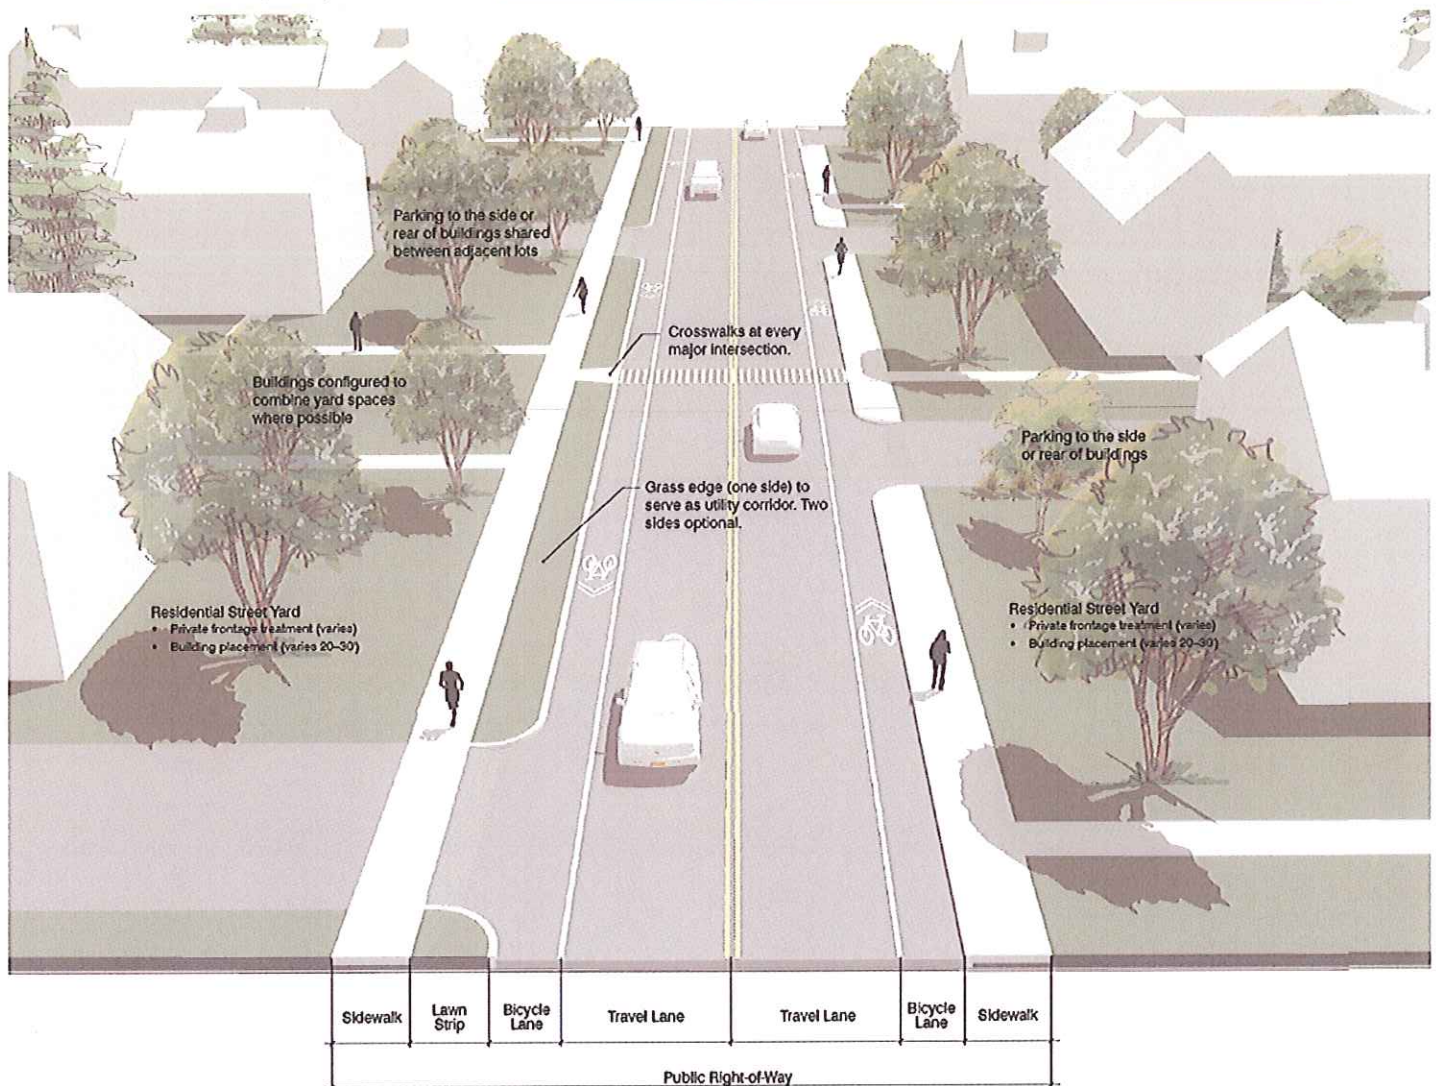 Parking to the side or
rear of buildings shared
between adjacent lots
Crosswalks at every
major intersection.
Buildings configured to
combine yard spaces
where possible
Parking to the side
or rear of buildings
Grass edge (one side) to
serve as utility corridor. Two
sides optional.
Residential Street Yard
• Private frontage treatment (varies)
• Building placement (varies 20–30')
Residential Street Yard
• Private frontage treatment (varies)
• Building placement (varies 20–30')
Sidewalk
Lawn
Strip
Bicycle
Lane
Travel Lane
Travel Lane
Bicycle
Lane
Sidewalk
Public Right-of-Way